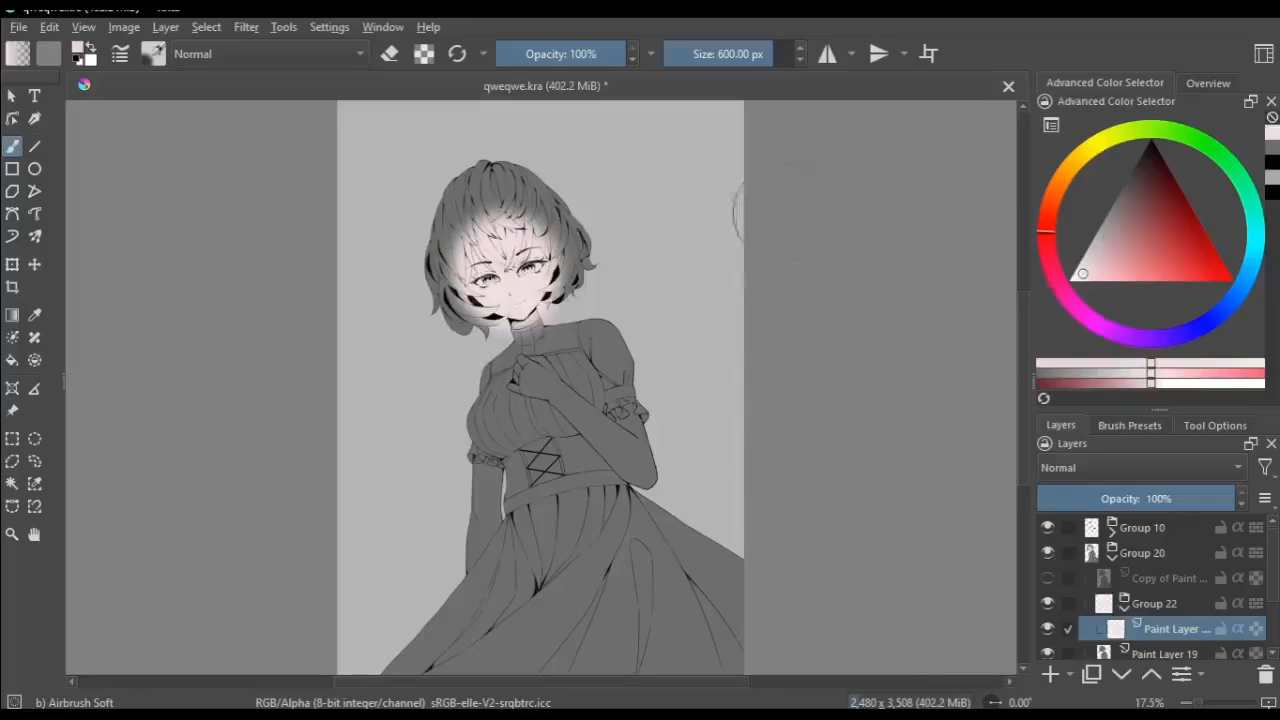 File Edit View Image Layer Select Filter Tools Settings Window Help
Normal Opacity: 100% Size: 600.00 px
qweqwe.kra (402.2 MiB) *
Advanced Color Selector Overview
Advanced Color Selector
Layers Brush Presets Tool Options
Layers
Normal
Opacity: 100%
Group 10
Group 20
Copy of Paint ...
Group 22
Paint Layer ...
Paint Layer 19
b) Airbrush Soft RGB/Alpha (8-bit integer/channel) sRGB-elle-V2-srqbtrc.icc 2,480 x 3,508 (402.2 MiB) 0.00° 17.5%